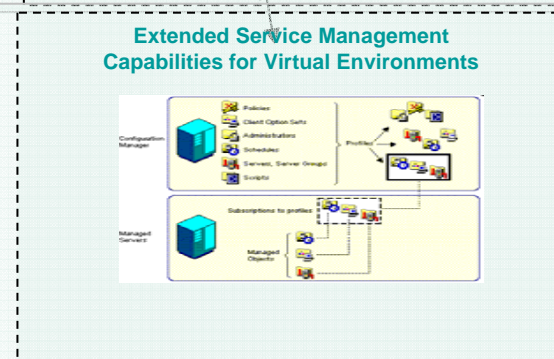 Extended Service Management
Capabilities for Virtual Environments
Policies
Client Option Sets
Administrators
Configuration
Manager
Schedules
Profiles
Servers, Server Groups
Scripts
Subscriptions to profiles
Managed
Servers
Managed
Objects